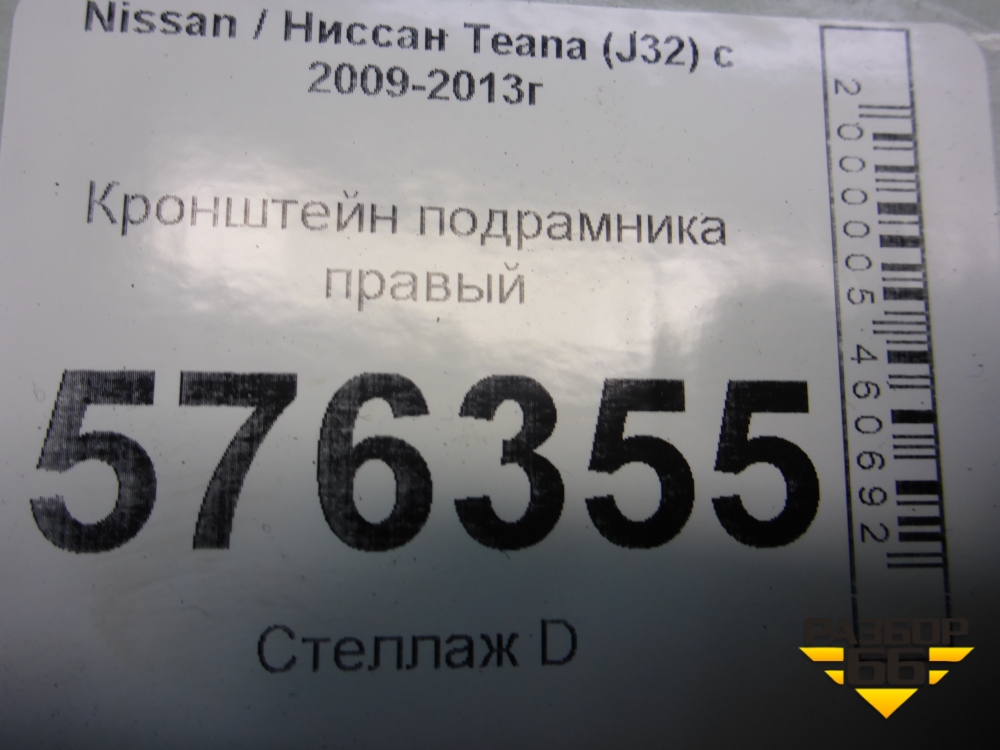 Nissan / Ниссан Teana (J32) с
2009-2013г
Кронштейн подрамника
правый
576355
Стеллаж D
2000005460692
РАЗБОР
66